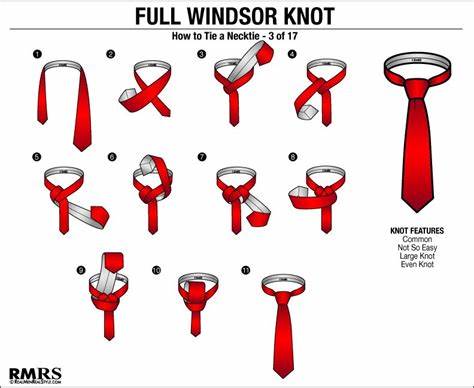 FULL WINDSOR KNOT
How to Tie a Necktie - 3 of 17
1
2
3
4
5
6
7
8
9
10
11
KNOT FEATURES
Common
Not So Easy
Large Knot
Even Knot
RMRS
© REALMENREALSTYLE.COM